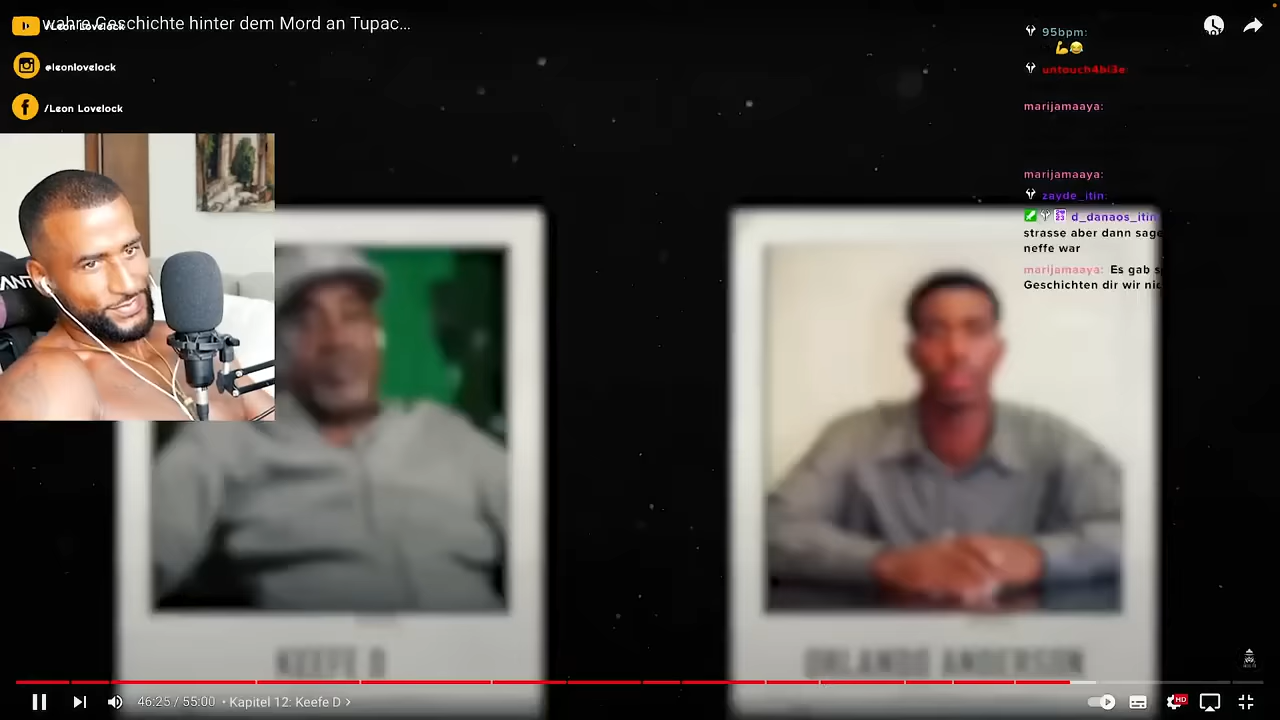 wahre Geschichte hinter dem Mord an Tupac...
/Leon Lovelock
@leonlovelock
/Leon Lovelock
95bpm:
untouch4bl3e
marijamaaya:
marijamaaya:
zayde_itin:
d_danaos_itin:
strasse aber dann sage
neffe war
marijamaaya: Es gab s
Geschichten dir wir nic
KEEFE D
ORLANDO ANDERSON
46:25 / 55:00 • Kapitel 12: Keefe D >
HD